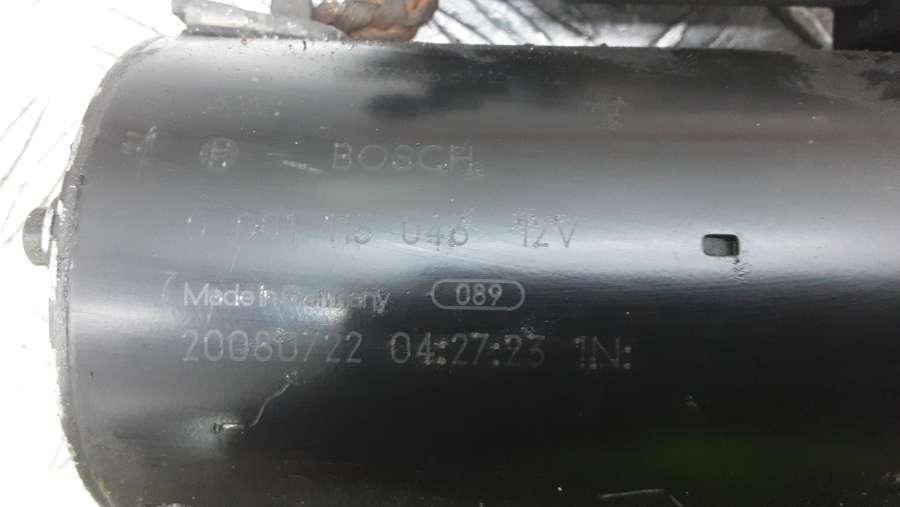 BOSCH
0 001 115 046 12V
Made in Germany 089
20080722 04:27:23 1N: